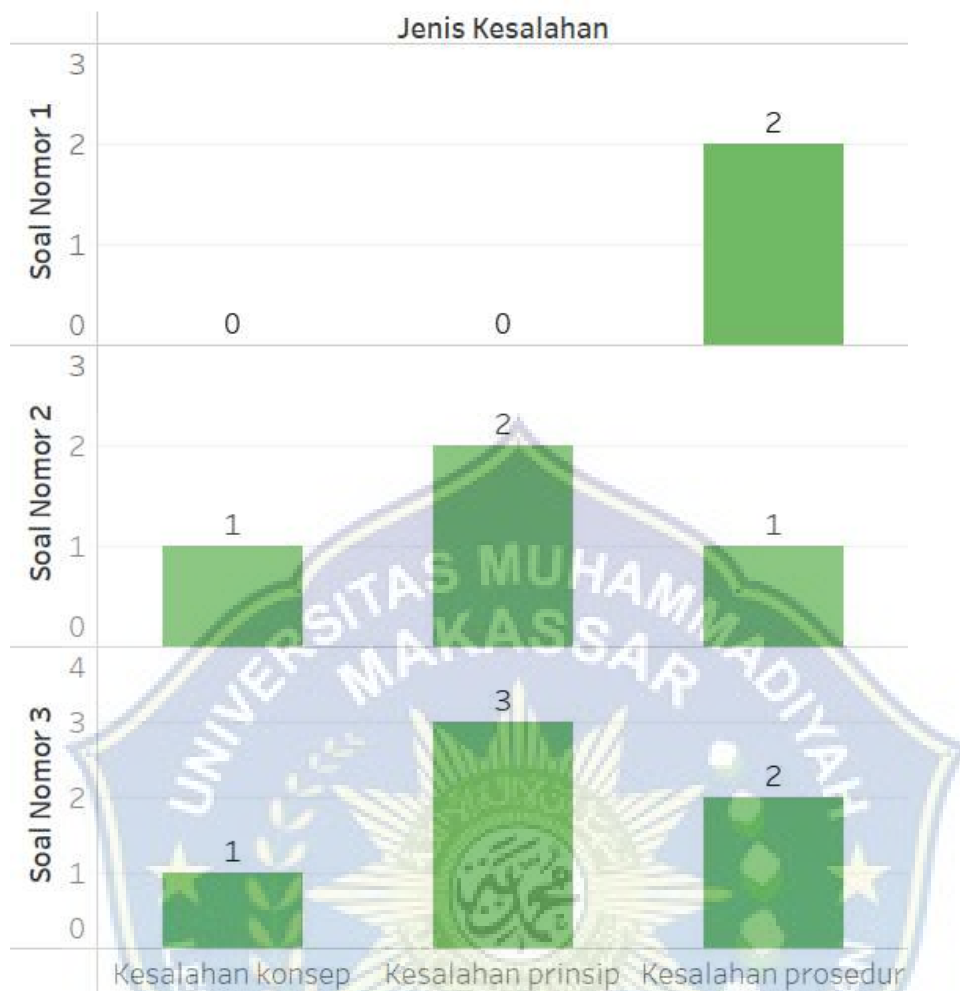 Jenis Kesalahan
Soal Nomor 1
3
2
1
0
0
0
2
Soal Nomor 2
3
2
1
0
1
2
1
Soal Nomor 3
4
3
2
1
0
1
3
2
Kesalahan konsep
Kesalahan prinsip
Kesalahan prosedur
UNIVERSITAS MUHAMMADIYAH
MAKASSAR